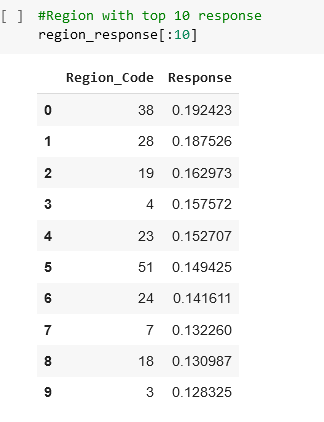 [ ] #Region with top 10 response
region_response[:10]
Region_Code Response
0 38 0.192423
1 28 0.187526
2 19 0.162973
3 4 0.157572
4 23 0.152707
5 51 0.149425
6 24 0.141611
7 7 0.132260
8 18 0.130987
9 3 0.128325